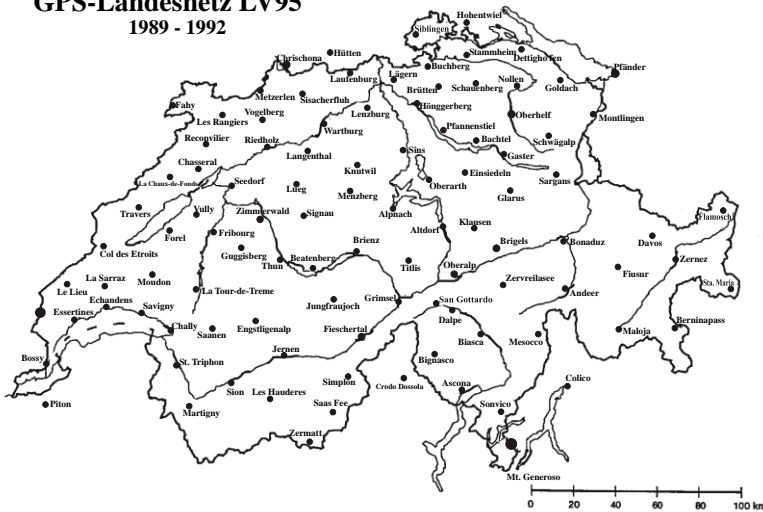 GPS-Landesnetz LV95
1989 - 1992
Hohentwiel
Siblingen
Stammheim
Dettighofen
Hütten
Chrischona
Buchberg
Pfänder
Laufenburg
Lägern
Nollen
Goldach
Brütten
Schauenberg
Metzerlen
Sisacherfluh
Fahy
Hönggerberg
Les Rangiers
Vogelberg
Lenzburg
Oberhelf
Montlingen
Wartburg
Pfannenstiel
Reconvilier
Riedholz
Bachtel
Schwägalp
Langenthal
Sins
Gaster
Chasseral
Knutwil
Einsiedeln
Sargans
La Chaux-de-Fonds
Seedorf
Lueg
Menzberg
Oberarth
Glarus
Travers
Vully
Zimmerwald
Signau
Alpnach
Flamosch
Altdorf
Klausen
Forel
Fribourg
Brienz
Brigels
Bonaduz
Davos
Col des Etroits
Guggisberg
Thun
Beatenberg
Titlis
Oberalp
Fiusur
Zernez
La Sarraz
Moudon
Le Lieu
La Tour-de-Treme
Zervreilasee
Andeer
Sta. Maria
Echandens
Savigny
Essertines
Jungfraujoch
Grimsel
San Gottardo
Dalpe
Chally
Saanen
Engstligenalp
Fieschertal
Biasca
Mesocco
Maloja
Berninapass
Jernen
Bignasco
Bossy
St. Triphon
Sion
Les Hauderes
Simplon
Crodo Dossola
Ascona
Colico
Piton
Martigny
Saas Fee
Sonvico
Zermatt
Mt. Generoso
0 20 40 60 80 100 km